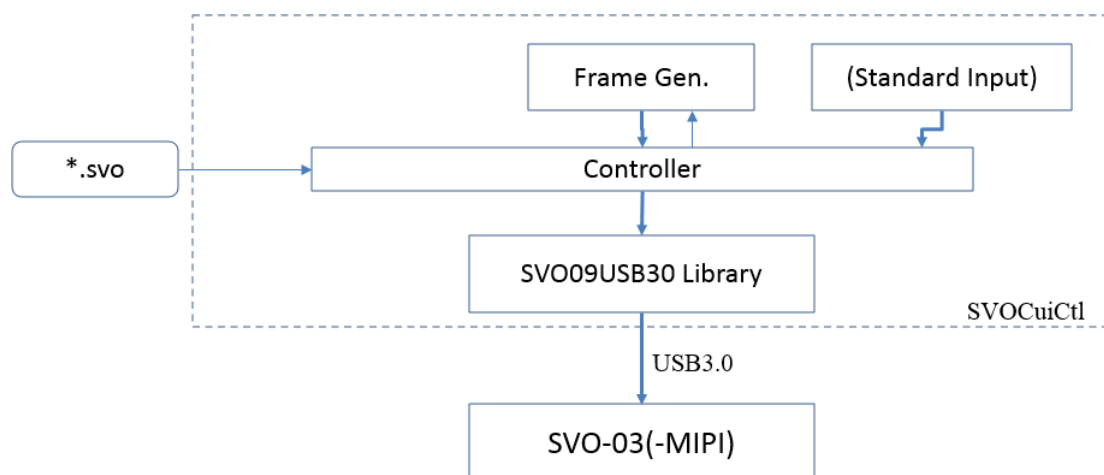 Frame Gen.
(Standard Input)
*.svo
Controller
SVO09USB30 Library
SVOCuiCtl
USB3.0
SVO-03(-MIPI)